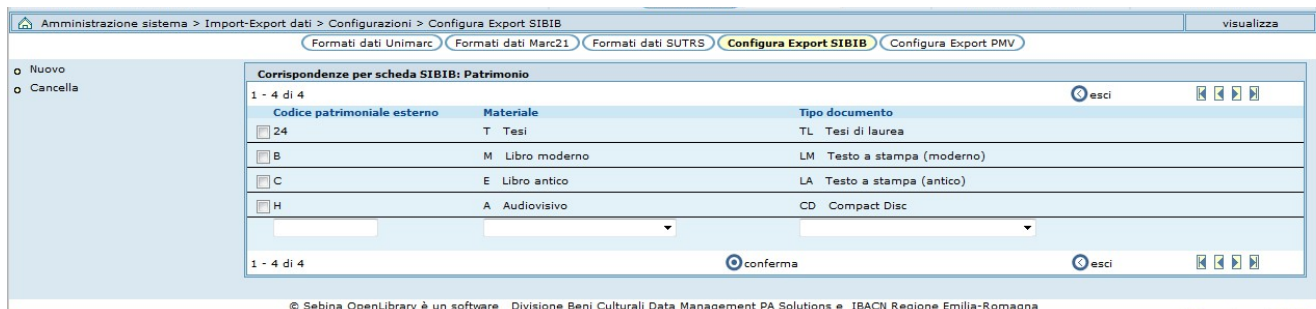 Amministrazione sistema > Import-Export dati > Configurazioni > Configura Export SIBIB visualizza
Formati dati Unimarc Formati dati Marc21 Formati dati SUTRS Configura Export SIBIB Configura Export PMV
Nuovo
Cancella
Corrispondenze per scheda SIBIB: Patrimonio
1 - 4 di 4 esci
Codice patrimoniale esterno Materiale Tipo documento
24 T Tesi TL Tesi di laurea
B M Libro moderno LM Testo a stampa (moderno)
C E Libro antico LA Testo a stampa (antico)
H A Audiovisivo CD Compact Disc
1 - 4 di 4 conferma esci
© Sebina OpenLibrary è un software Divisione Beni Culturali Data Management PA Solutions e IBACN Regione Emilia-Romagna